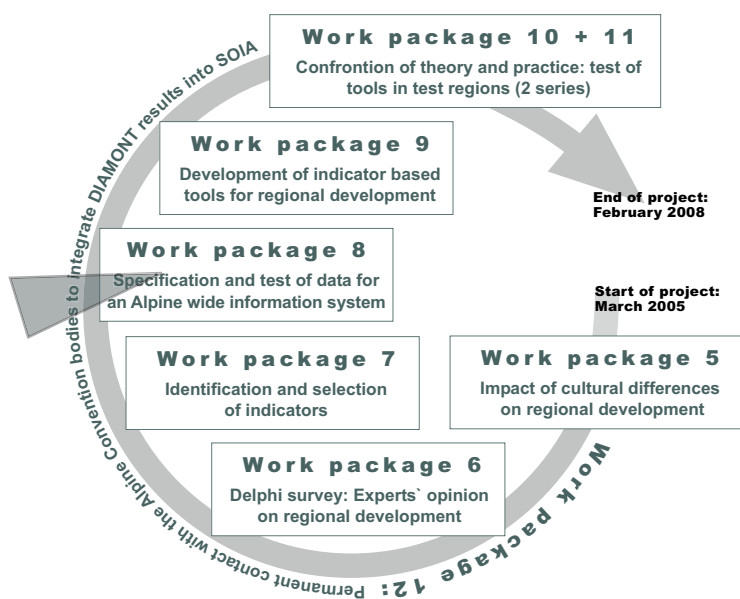 Work package 10 + 11
Confrontion of theory and practice: test of
tools in test regions (2 series)
Work package 9
Development of indicator based
tools for regional development
End of project:
February 2008
Work package 8
Specification and test of data for
an Alpine wide information system
Start of project:
March 2005
Work package 7
Identification and selection
of indicators
Work package 5
Impact of cultural differences
on regional development
Work package 6
Delphi survey: Experts` opinion
on regional development
Work package 12: Permanent contact with the Alpine Convention bodies to integrate DIAMONT results into SOIA